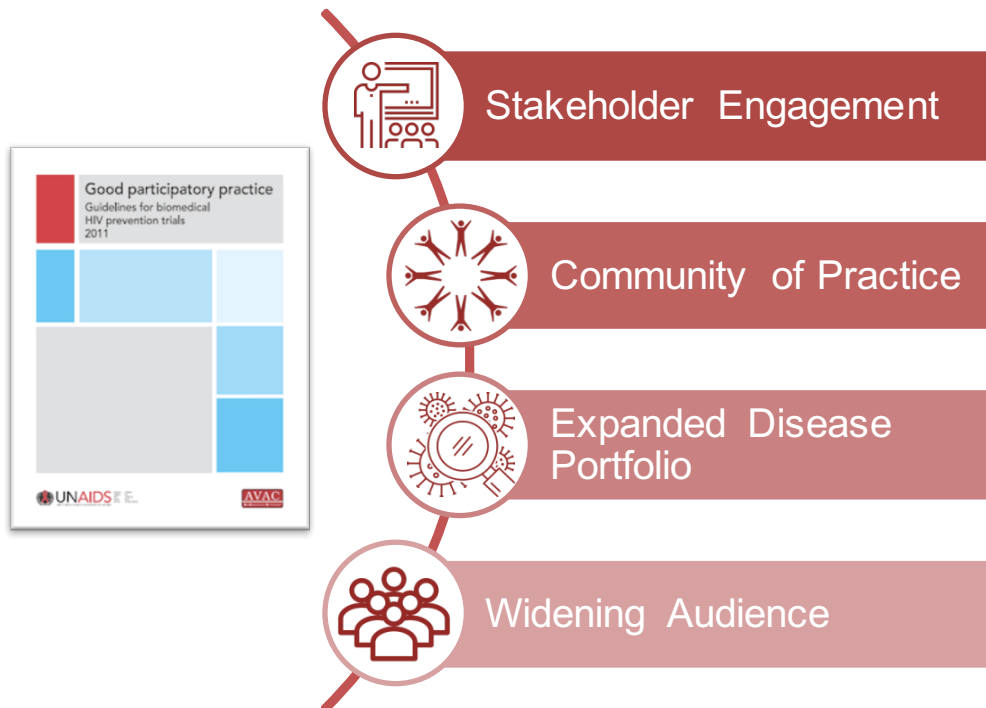 Good participatory practice
Guidelines for biomedical
HIV prevention trials
2011
UNAIDS
AVAC
Stakeholder Engagement
Community of Practice
Expanded Disease
Portfolio
Widening Audience